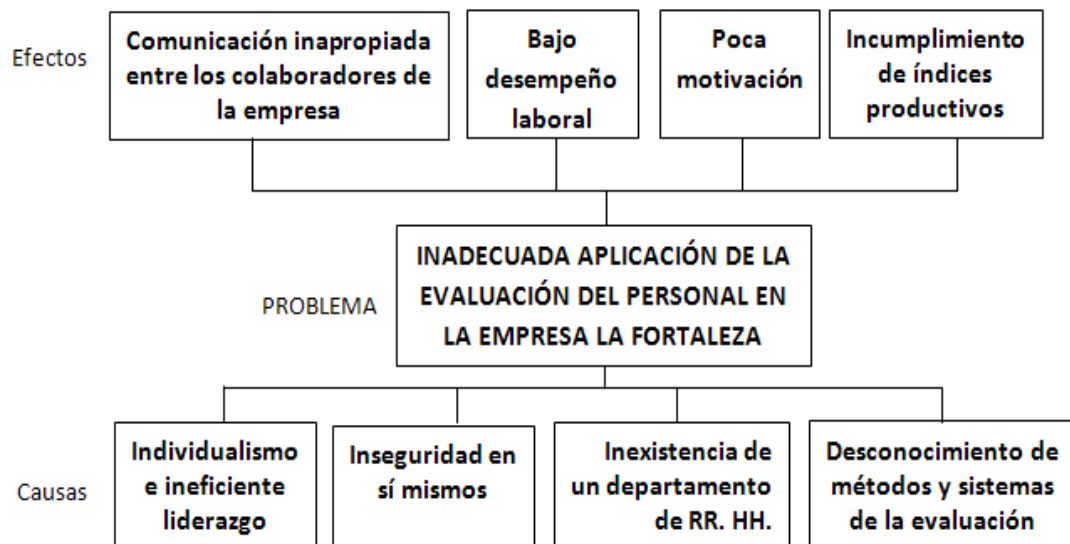 Efectos
Comunicación inapropiada
entre los colaboradores de
la empresa
Bajo
desempeño
laboral
Poca
motivación
Incumplimiento
de índices
productivos
PROBLEMA
INADECUADA APLICACIÓN DE LA
EVALUACIÓN DEL PERSONAL EN
LA EMPRESA LA FORTALEZA
Causas
Individualismo
e ineficiente
liderazgo
Inseguridad en
sí mismos
Inexistencia de
un departamento
de RR. HH.
Desconocimiento de
métodos y sistemas
de la evaluación